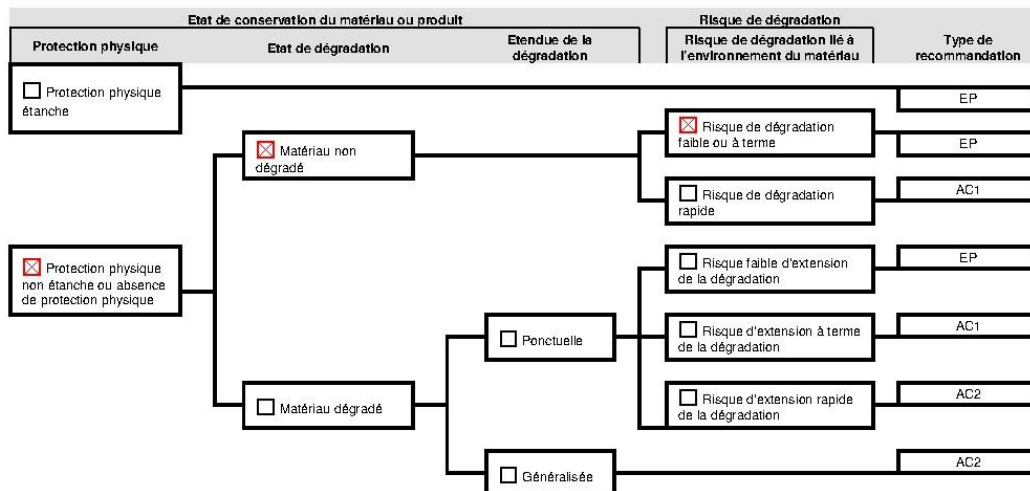 Etat de conservation du matériau ou produit
Risque de dégradation
Protection physique
Etat de dégradation
Etendue de la
dégradation
Risque de dégradation lié à
l'environnement du matériau
Type de
recommandation
Protection physique
étanche
EP
Matériau non
dégradé
Risque de dégradation
faible ou à terme
EP
Risque de dégradation
rapide
AC1
Protection physique
non étanche ou absence
de protection physique
Risque faible d'extension
de la dégradation
EP
Ponctuelle
Risque d'extension à terme
de la dégradation
AC1
Matériau dégradé
Risque d'extension rapide
de la dégradation
AC2
Généralisée
AC2